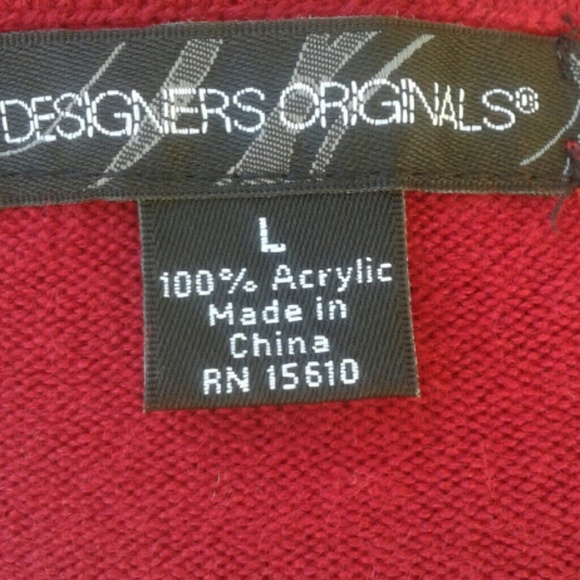 DESIGNERS ORIGINALS®
L
100% Acrylic
Made in
China
RN 15610